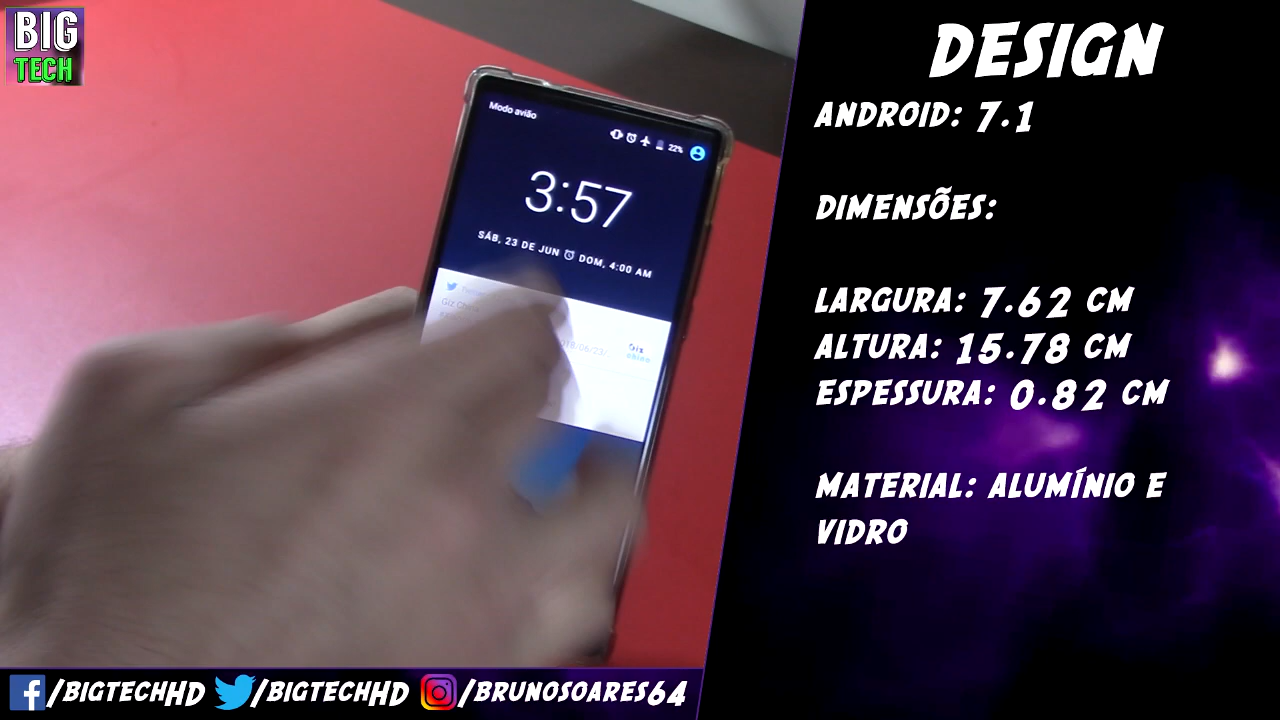 BIG
TECH
Modo avião
22%
3:57
SÁB, 23 DE JUN DOM, 4:00 AM
DESIGN
ANDROID: 7.1
DIMENSÕES:
LARGURA: 7.62 CM
ALTURA: 15.78 CM
ESPESSURA: 0.82 CM
MATERIAL: ALUMÍNIO E
VIDRO
/BIGTECHHD /BIGTECHHD /BRUNOSOARES64